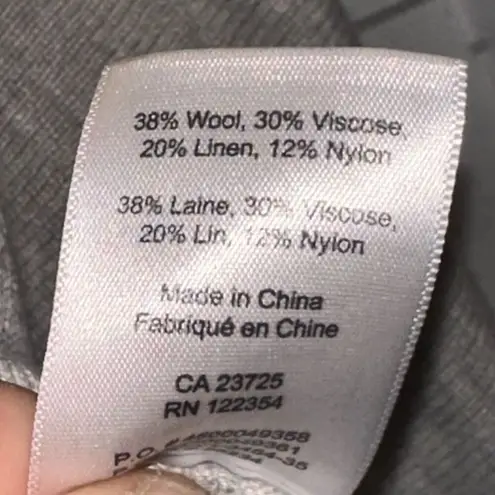 38% Wool, 30% Viscose,
20% Linen, 12% Nylon
38% Laine, 30% Viscose,
20% Lin, 12% Nylon
Made in China
Fabriqué en Chine
CA 23725
RN 122354
P.O. #4500049358